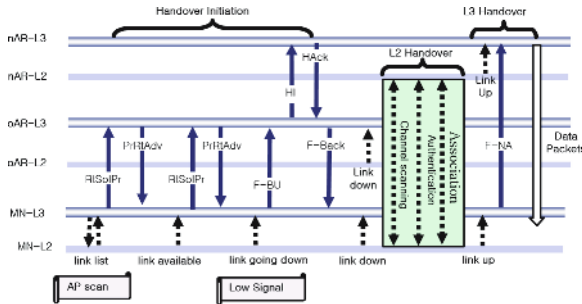 Handover Initiation
L3 Handover
nAR-L3
HAck
L2 Handover
nAR-L2
HI
Link
Up
oAR-L3
PrRtAdv
PrRtAdv
F-Back
F-NA
Data
Packets
oAR-L2
RtSolPr
RtSolPr
F-BU
Link
down
Channel scanning
Authentication
Association
MN-L3
MN-L2
link list
link available
link going down
link down
link up
AP scan
Low Signal